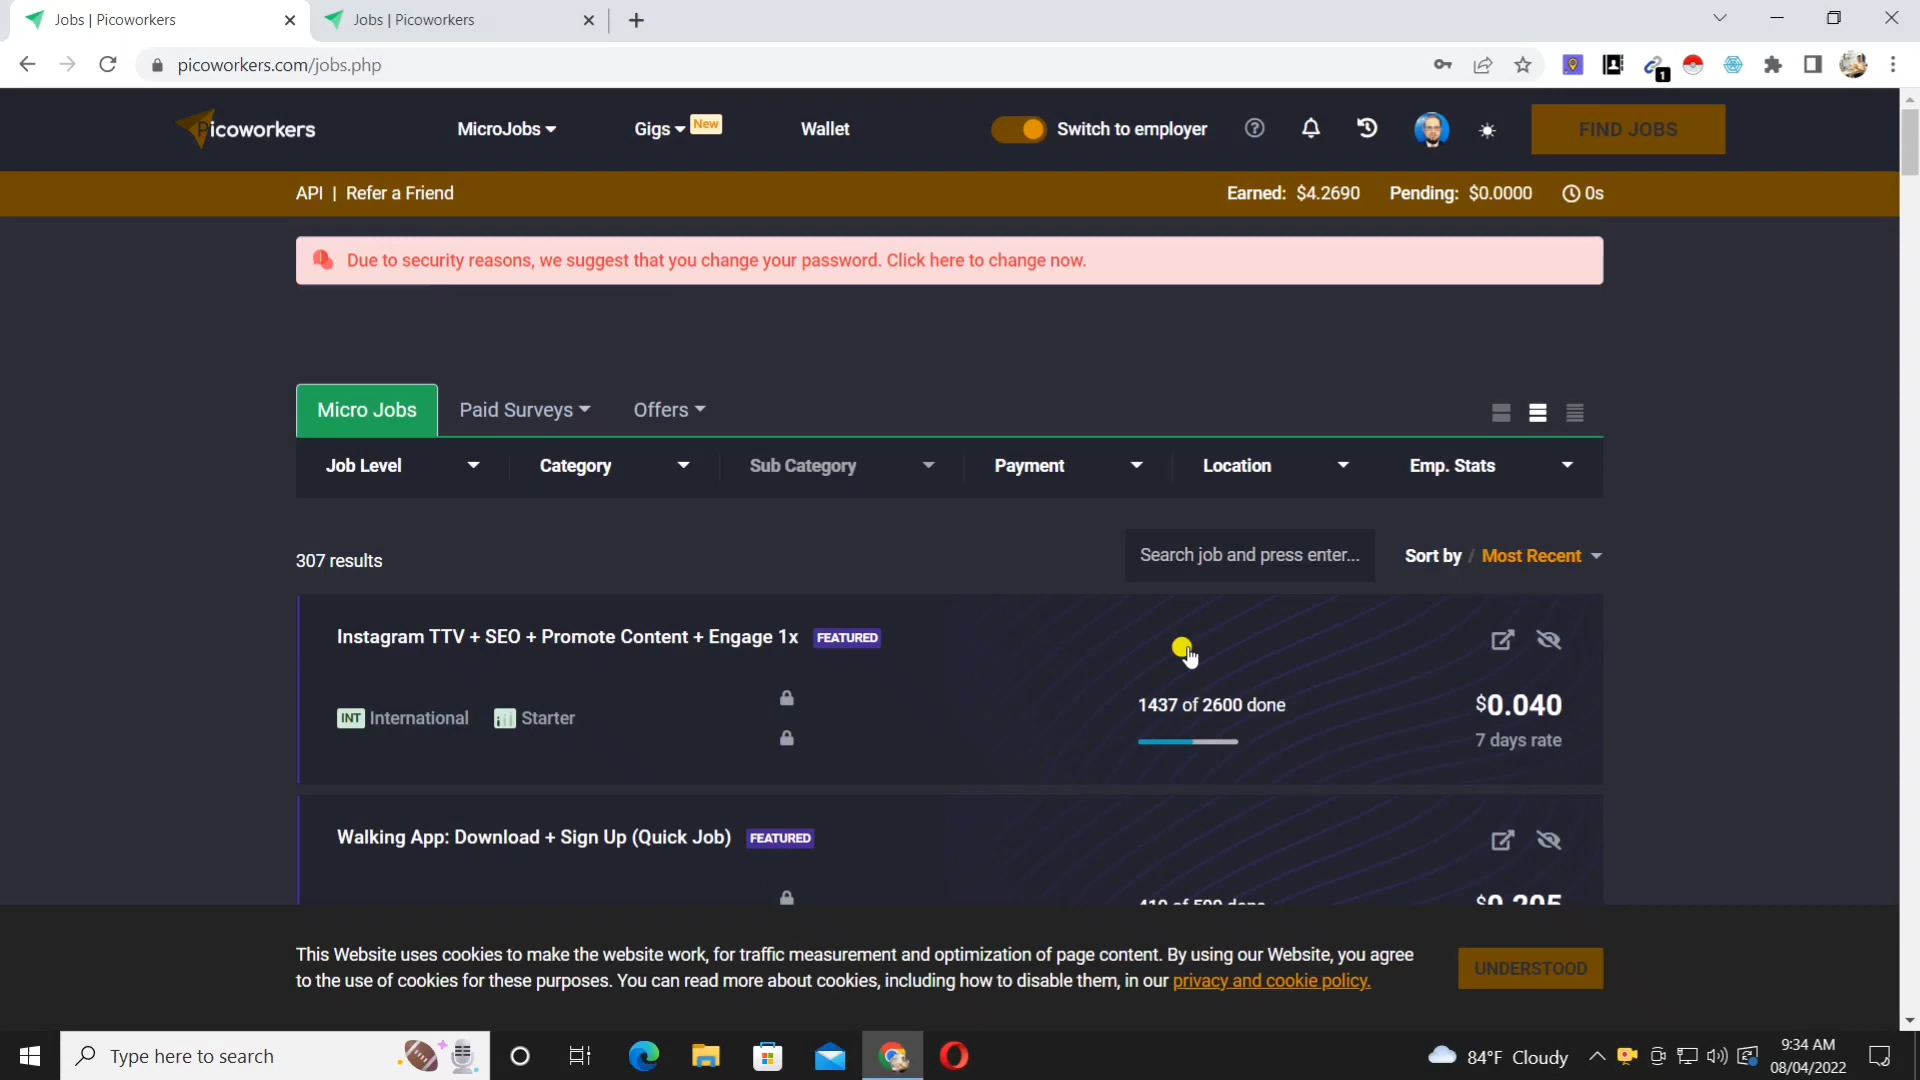 Jobs | Picoworkers
Jobs | Picoworkers
picoworkers.com/jobs.php
1
Picoworkers
MicroJobs
Gigs
New
Wallet
Switch to employer
FIND JOBS
API | Refer a Friend
Earned: $4.2690 Pending: $0.0000 0s
Due to security reasons, we suggest that you change your password. Click here to change now.
Micro Jobs Paid Surveys Offers
Job Level Category Sub Category Payment Location Emp. Stats
307 results
Search job and press enter...
Sort by / Most Recent
Instagram TTV + SEO + Promote Content + Engage 1x FEATURED
INT International Starter
1437 of 2600 done
$0.040
7 days rate
Walking App: Download + Sign Up (Quick Job) FEATURED
410 of 500 done
This Website uses cookies to make the website work, for traffic measurement and optimization of page content. By using our Website, you agree
to the use of cookies for these purposes. You can read more about cookies, including how to disable them, in our privacy and cookie policy.
UNDERSTOOD
Type here to search
84°F Cloudy
9:34 AM
08/04/2022